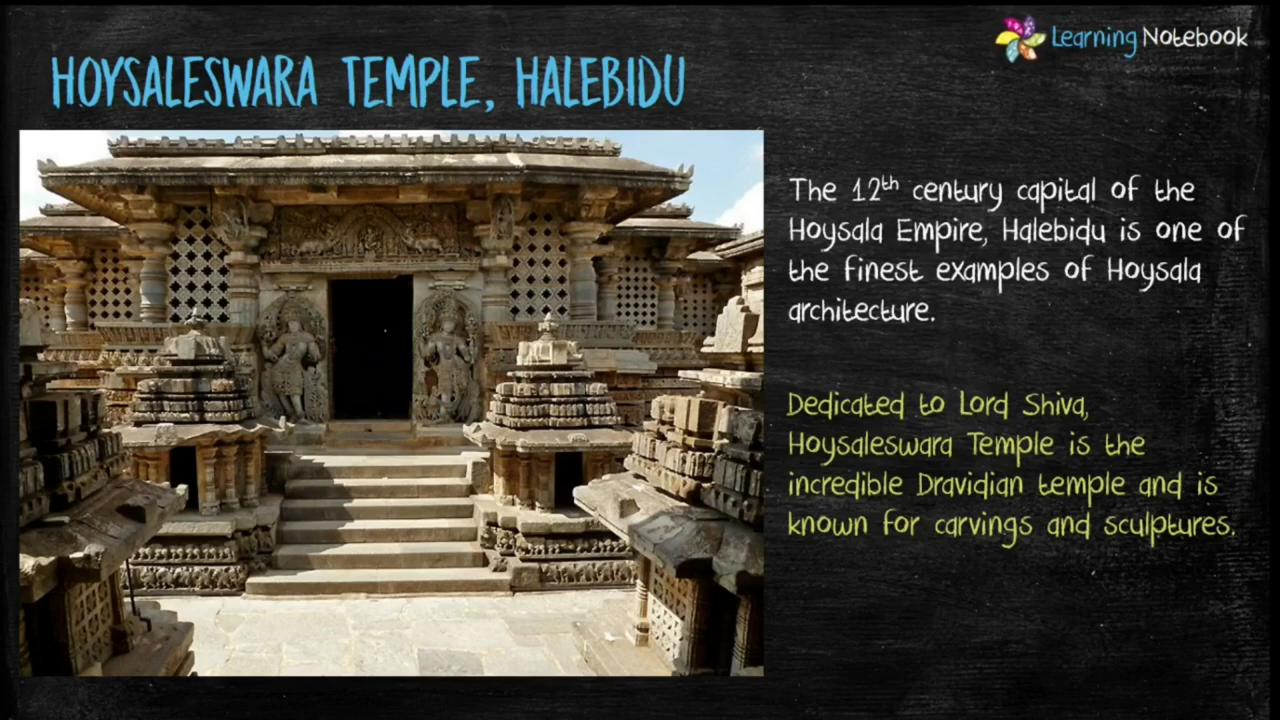 Learning Notebook
HOYSALESWARA TEMPLE, HALEBIDU
The 12th century capital of the
Hoysala Empire, Halebidu is one of
the finest examples of Hoysala
architecture.
Dedicated to Lord Shiva,
Hoysaleswara Temple is the
incredible Dravidian temple and is
known for carvings and sculptures.